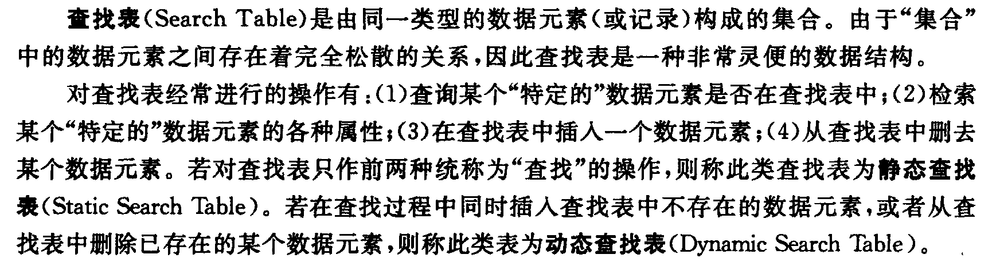 查找表(Search Table)是由同一类型的数据元素(或记录)构成的集合。由于“集合”
中的数据元素之间存在着完全松散的关系,因此查找表是一种非常灵便的数据结构。
对查找表经常进行的操作有:(1)查询某个“特定的”数据元素是否在查找表中;(2)检索
某个“特定的”数据元素的各种属性;(3)在查找表中插入一个数据元素;(4)从查找表中删去
某个数据元素。若对查找表只作前两种统称为“查找”的操作,则称此类查找表为静态查找
表(Static Search Table)。若在查找过程中同时插入查找表中不存在的数据元素,或者从查
找表中删除已存在的某个数据元素,则称此类表为动态查找表(Dynamic Search Table)。